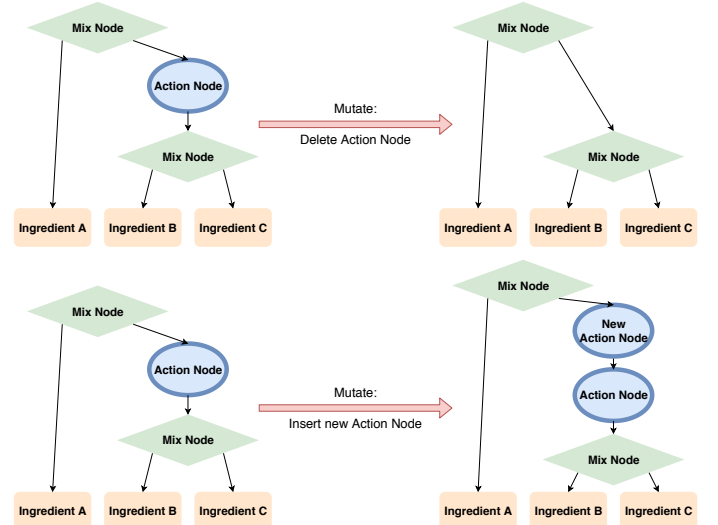 Mix Node
Action Node
Mix Node
Ingredient A
Ingredient B
Ingredient C
Mutate:
Delete Action Node
Mix Node
Mix Node
Ingredient A
Ingredient B
Ingredient C
Mix Node
Action Node
Mix Node
Ingredient A
Ingredient B
Ingredient C
Mutate:
Insert new Action Node
Mix Node
New
Action Node
Action Node
Mix Node
Ingredient A
Ingredient B
Ingredient C